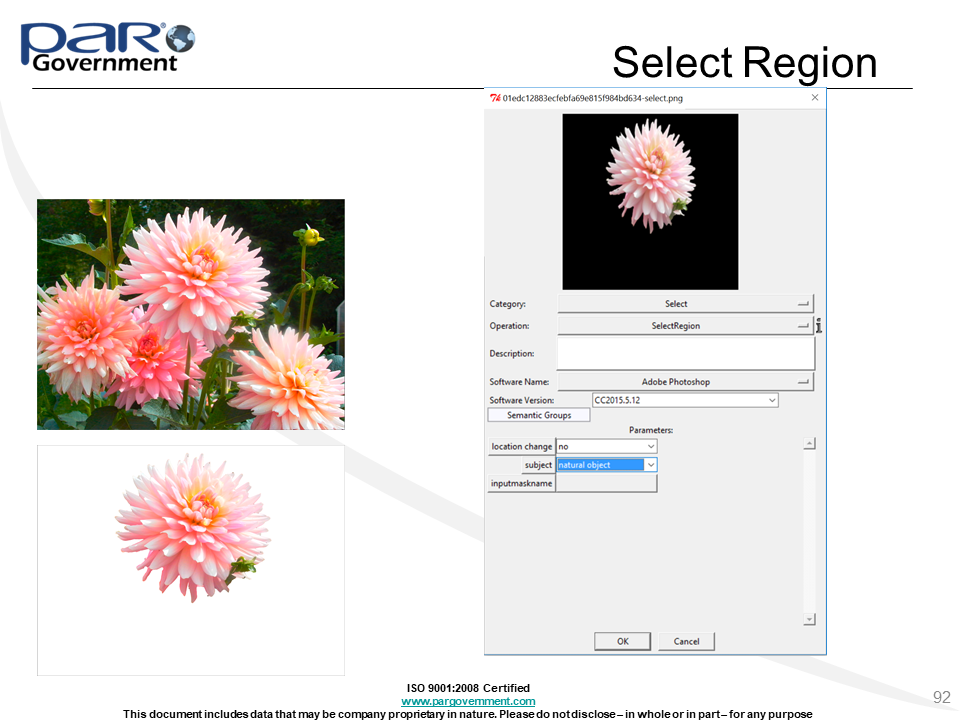 PAR®
Government
Select Region
01edc12883ecfebfa69e815f984bd634-select.png
Category:
Select
Operation:
SelectRegion
Description:
Software Name:
Adobe Photoshop
Software Version:
CC2015.5.12
Semantic Groups
Parameters:
location change
no
subject
natural object
inputmaskname
OK
Cancel
ISO 9001:2008 Certified
www.pargovernment.com
This document includes data that may be company proprietary in nature. Please do not disclose – in whole or in part – for any purpose
92